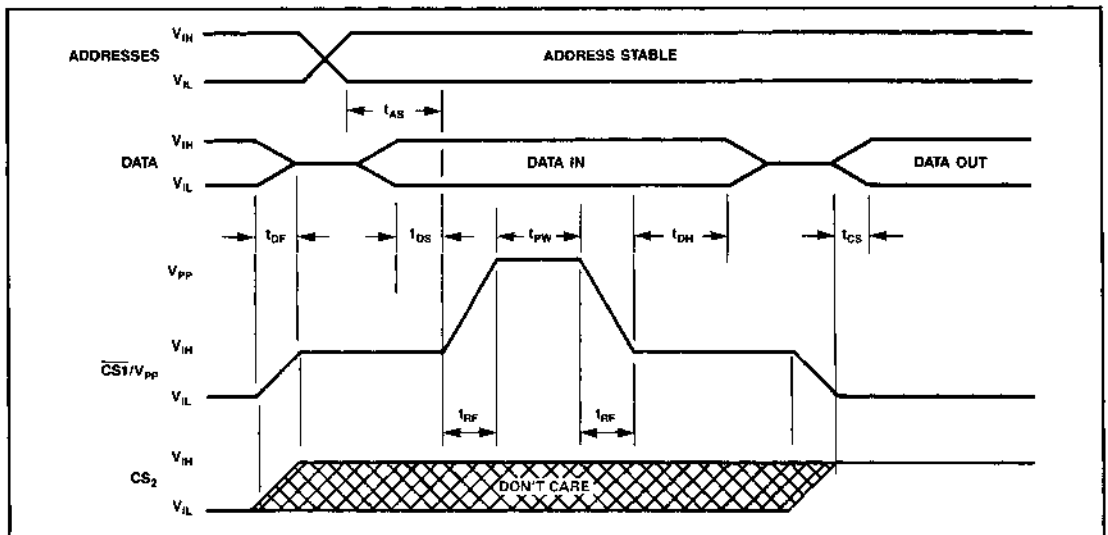 V_IH
ADDRESSES
ADDRESS STABLE
V_IL
t_AS
V_IH
DATA
DATA IN
DATA OUT
V_IL
t_DF
t_DS
t_PW
t_DH
t_CS
V_PP
V_IH
CS1/V_PP
V_IL
t_RF
t_RF
V_IH
CS_2
DON'T CARE
V_IL